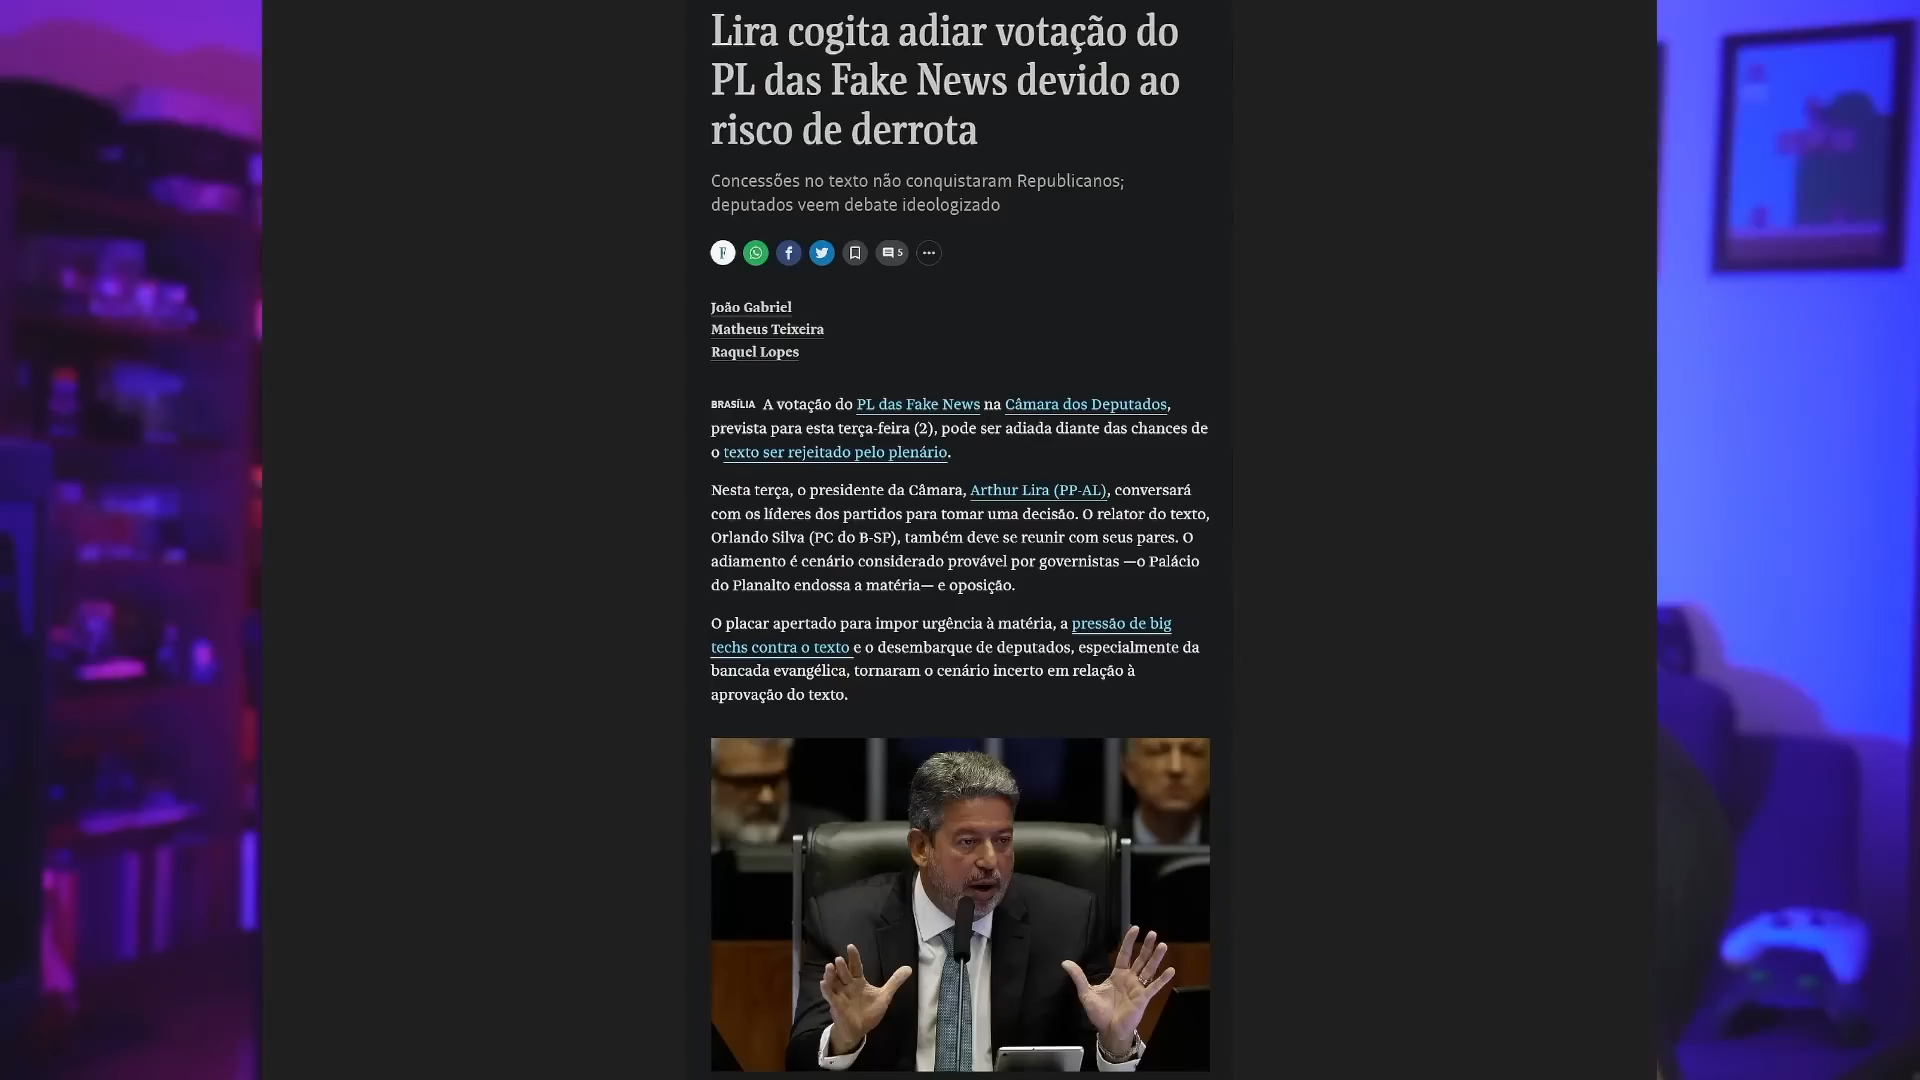 Lira cogita adiar votação do
PL das Fake News devido ao
risco de derrota
Concessões no texto não conquistaram Republicanos;
deputados veem debate ideologizado
F
5
João Gabriel
Matheus Teixeira
Raquel Lopes
BRASÍLIA A votação do PL das Fake News na Câmara dos Deputados,
prevista para esta terça-feira (2), pode ser adiada diante das chances de
o texto ser rejeitado pelo plenário.
Nesta terça, o presidente da Câmara, Arthur Lira (PP-AL), conversará
com os líderes dos partidos para tomar uma decisão. O relator do texto,
Orlando Silva (PC do B-SP), também deve se reunir com seus pares. O
adiamento é cenário considerado provável por governistas —o Palácio
do Planalto endossa a matéria— e oposição.
O placar apertado para impor urgência à matéria, a pressão de big
techs contra o texto e o desembarque de deputados, especialmente da
bancada evangélica, tornaram o cenário incerto em relação à
aprovação do texto.